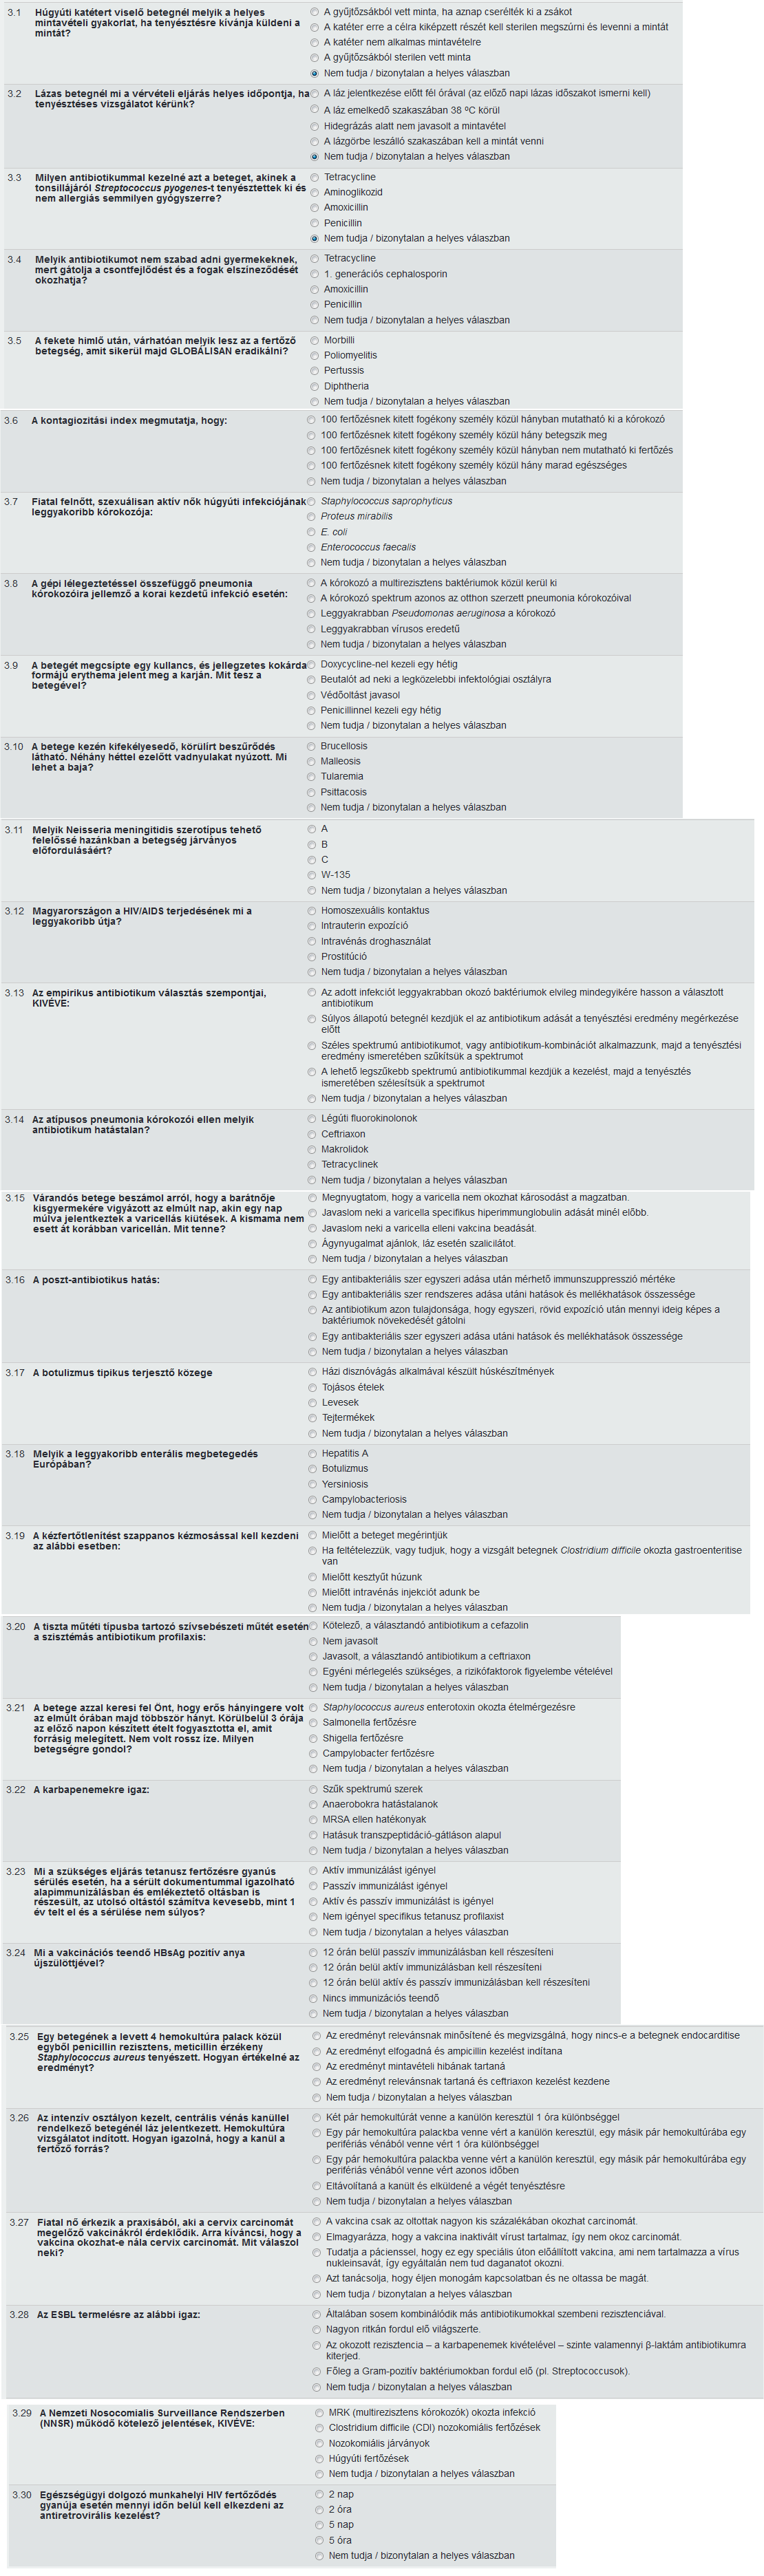 3.1 Húgyúti katétert viselő betegnél melyik a helyes
mintavételi gyakorlat, ha tenyésztésre kívánja küldeni a
mintát?
A gyűjtőzsákból vett minta, ha aznap cserélték ki a zsákot
A katéter erre a célra kiképzett részét kell sterilen megszúrni és levenni a mintát
A katéter nem alkalmas mintavételre
A gyűjtőzsákból sterilen vett minta
Nem tudja / bizonytalan a helyes válaszban
3.2 Lázas betegnél mi a vérvételi eljárás helyes időpontja, ha
tenyésztéses vizsgálatot kérünk?
A láz jelentkezése előtt fél órával (az előző napi lázas időszakot ismerni kell)
A láz emelkedő szakaszában 38 ºC körül
Hidegrázás alatt nem javasolt a mintavétel
A lázgörbe leszálló szakaszában kell a mintát venni
Nem tudja / bizonytalan a helyes válaszban
3.3 Milyen antibiotikummal kezelné azt a beteget, akinek a
tonsillájáról Streptococcus pyogenes-t tenyésztettek ki és
nem allergiás semmilyen gyógyszerre?
Tetracycline
Aminoglikozid
Amoxicillin
Penicillin
Nem tudja / bizonytalan a helyes válaszban
3.4 Melyik antibiotikumot nem szabad adni gyermekeknek,
mert gátolja a csontfejlődést és a fogak elszíneződését
okozhatja?
Tetracycline
1. generációs cephalosporin
Amoxicillin
Penicillin
Nem tudja / bizonytalan a helyes válaszban
3.5 A fekete himlő után, várhatóan melyik lesz az a fertőző
betegség, amit sikerül majd GLOBÁLISAN eradikálni?
Morbilli
Poliomyelitis
Pertussis
Diphtheria
Nem tudja / bizonytalan a helyes válaszban
3.6 A kontagiozitási index megmutatja, hogy:
100 fertőzésnek kitett fogékony személy közül hányban mutatható ki a kórokozó
100 fertőzésnek kitett fogékony személy közül hány betegszik meg
100 fertőzésnek kitett fogékony személy közül hányban nem mutatható ki fertőzés
100 fertőzésnek kitett fogékony személy közül hány marad egészséges
Nem tudja / bizonytalan a helyes válaszban
3.7 Fiatal felnőtt, szexuálisan aktív nők húgyúti infekciójának
leggyakoribb kórokozója:
Staphylococcus saprophyticus
Proteus mirabilis
E. coli
Enterococcus faecalis
Nem tudja / bizonytalan a helyes válaszban
3.8 A gépi lélegeztetéssel összefüggő pneumonia
kórokozóira jellemző a korai kezdetű infekció esetén:
A kórokozó a multirezisztens baktériumok közül kerül ki
A kórokozó spektrum azonos az otthon szerzett pneumonia kórokozóival
Leggyakrabban Pseudomonas aeruginosa a kórokozó
Leggyakrabban vírusos eredetű
Nem tudja / bizonytalan a helyes válaszban
3.9 A betegét megcsípte egy kullancs, és jellegzetes kokárda
formájú erythema jelent meg a karján. Mit tesz a
betegével?
Doxycycline-nel kezeli egy hétig
Beutalót ad neki a legközelebbi infektológiai osztályra
Védőoltást javasol
Penicillinnel kezeli egy hétig
Nem tudja / bizonytalan a helyes válaszban
3.10 A betege kezén kifekélyesedő, körülírt beszűrődés
látható. Néhány héttel ezelőtt vadnyulakat nyúzott. Mi
lehet a baja?
Brucellosis
Malleosis
Tularemia
Psittacosis
Nem tudja / bizonytalan a helyes válaszban
3.11 Melyik Neisseria meningitidis szerotípus tehető
felelőssé hazánkban a betegség járványos
előfordulásáért?
A
B
C
W-135
Nem tudja / bizonytalan a helyes válaszban
3.12 Magyarországon a HIV/AIDS terjedésének mi a
leggyakoribb útja?
Homoszexuális kontaktus
Intrauterin expozíció
Intravénás droghasználat
Prostitúció
Nem tudja / bizonytalan a helyes válaszban
3.13 Az empirikus antibiotikum választás szempontjai,
KIVÉVE:
Az adott infekciót leggyakrabban okozó baktériumok elvileg mindegyikére hasson a választott
antibiotikum
Súlyos állapotú betegnél kezdjük el az antibiotikum adását a tenyésztési eredmény megérkezése
előtt
Széles spektrumú antibiotikumot, vagy antibiotikum-kombinációt alkalmazzunk, majd a tenyésztési
eredmény ismeretében szűkítsük a spektrumot
A lehető legszűkebb spektrumú antibiotikummal kezdjük a kezelést, majd a tenyésztés
ismeretében szélesítsük a spektrumot
Nem tudja / bizonytalan a helyes válaszban
3.14 Az atípusos pneumonia kórokozói ellen melyik
antibiotikum hatástalan?
Légúti fluorokinolonok
Ceftriaxon
Makrolidok
Tetracyclinek
Nem tudja / bizonytalan a helyes válaszban
3.15 Várandós betege beszámol arról, hogy a barátnője
kisgyermekére vigyázott az elmúlt nap, akin egy nap
múlva jelentkeztek a varicellás kiütések. A kismama nem
esett át korábban varicellán. Mit tenne?
Megnyugtatom, hogy a varicella nem okozhat károsodást a magzatban.
Javaslom neki a varicella specifikus hiperimmunglobulin adását minél előbb.
Javaslom neki a varicella elleni vakcina beadását.
Ágynyugalmat ajánlok, láz esetén szalicilátot.
Nem tudja / bizonytalan a helyes válaszban
3.16 A poszt-antibiotikus hatás:
Egy antibakteriális szer egyszeri adása után mérhető immunszuppresszió mértéke
Egy antibakteriális szer rendszeres adása utáni hatások és mellékhatások összessége
Az antibiotikum azon tulajdonsága, hogy egyszeri, rövid expozíció után mennyi ideig képes a
baktériumok növekedését gátolni
Egy antibakteriális szer egyszeri adása utáni hatások és mellékhatások összessége
Nem tudja / bizonytalan a helyes válaszban
3.17 A botulizmus tipikus terjesztő közege
Házi disznóvágás alkalmával készült húskészítmények
Tojásos ételek
Levesek
Tejtermékek
Nem tudja / bizonytalan a helyes válaszban
3.18 Melyik a leggyakoribb enterális megbetegedés
Európában?
Hepatitis A
Botulizmus
Yersiniosis
Campylobacteriosis
Nem tudja / bizonytalan a helyes válaszban
3.19 A kézfertőtlenítést szappanos kézmosással kell kezdeni
az alábbi esetben:
Mielőtt a beteget megérintjük
Ha feltételezzük, vagy tudjuk, hogy a vizsgált betegnek Clostridium difficile okozta gastroenteritise
van
Mielőtt kesztyűt húzunk
Mielőtt intravénás injekciót adunk be
Nem tudja / bizonytalan a helyes válaszban
3.20 A tiszta műtéti típusba tartozó szívsebészeti műtét esetén
a szisztémás antibiotikum profilaxis:
Kötelező, a választandó antibiotikum a cefazolin
Nem javasolt
Javasolt, a választandó antibiotikum a ceftriaxon
Egyéni mérlegelés szükséges, a rizikófaktorok figyelembe vételével
Nem tudja / bizonytalan a helyes válaszban
3.21 A betege azzal keresi fel Önt, hogy erős hányingere volt
az elmúlt órában majd többször hányt. Körülbelül 3 órája
az előző napon készített ételt fogyasztotta el, amit
forrásig melegített. Nem volt rossz íze. Milyen
betegségre gondol?
Staphylococcus aureus enterotoxin okozta ételmérgezésre
Salmonella fertőzésre
Shigella fertőzésre
Campylobacter fertőzésre
Nem tudja / bizonytalan a helyes válaszban
3.22 A karbapenemekre igaz:
Szűk spektrumú szerek
Anaerobokra hatástalanok
MRSA ellen hatékonyak
Hatásuk transzpeptidáció-gátláson alapul
Nem tudja / bizonytalan a helyes válaszban
3.23 Mi a szükséges eljárás tetanusz fertőzésre gyanús
sérülés esetén, ha a sérült dokumentummal igazolható
alapimmunizálásban és emlékeztető oltásban is
részesült, az utolsó oltástól számítva kevesebb, mint 1
év telt el és a sérülése nem súlyos?
Aktív immunizálást igényel
Passzív immunizálást igényel
Aktív és passzív immunizálást is igényel
Nem igényel specifikus tetanusz profilaxist
Nem tudja / bizonytalan a helyes válaszban
3.24 Mi a vakcinációs teendő HBsAg pozitív anya
újszülöttjével?
12 órán belül passzív immunizálásban kell részesíteni
12 órán belül aktív immunizálásban kell részesíteni
12 órán belül aktív és passzív immunizálásban kell részesíteni
Nincs immunizációs teendő
Nem tudja / bizonytalan a helyes válaszban
3.25 Egy betegének a levett 4 hemokultúra palack közül
egyből penicillin rezisztens, meticillin érzékeny
Staphylococcus aureus tenyészett. Hogyan értékelné az
eredményt?
Az eredményt relevánsnak minősítené és megvizsgálná, hogy nincs-e a betegnek endocarditise
Az eredményt elfogadná és ampicillin kezelést indítana
Az eredményt mintavételi hibának tartaná
Az eredményt relevánsnak tartaná és ceftriaxon kezelést kezdene
Nem tudja / bizonytalan a helyes válaszban
3.26 Az intenzív osztályon kezelt, centrális vénás kanüllel
rendelkező betegénél láz jelentkezett. Hemokultúra
vizsgálatot indított. Hogyan igazolná, hogy a kanül a
fertőző forrás?
Két pár hemokultúrát venne a kanülön keresztül 1 óra különbséggel
Egy pár hemokultúra palackba venne vért a kanülön keresztül, egy másik pár hemokultúrába egy
perifériás vénából venne vért 1 óra különbséggel
Egy pár hemokultúra palackba venne vért a kanülön keresztül, egy másik pár hemokultúrába egy
perifériás vénából venne vért azonos időben
Eltávolítaná a kanült és elküldené a végét tenyésztésre
Nem tudja / bizonytalan a helyes válaszban
3.27 Fiatal nő érkezik a praxisából, aki a cervix carcinomát
megelőző vakcinákról érdeklődik. Arra kíváncsi, hogy a
vakcina okozhat-e nála cervix carcinomát. Mit válaszol
neki?
A vakcina csak az oltottak nagyon kis százalékában okozhat carcinomát.
Elmagyarázza, hogy a vakcina inaktivált vírust tartalmaz, így nem okoz carcinomát.
Tudatja a pácienssel, hogy ez egy speciális úton előállított vakcina, ami nem tartalmazza a vírus
nukleinsavát, így egyáltalán nem tud daganatot okozni.
Azt tanácsolja, hogy éljen monogám kapcsolatban és ne oltassa be magát.
Nem tudja / bizonytalan a helyes válaszban
3.28 Az ESBL termelésre az alábbi igaz:
Általában sosem kombinálódik más antibiotikumokkal szembeni rezisztenciával.
Nagyon ritkán fordul elő világszerte.
Az okozott rezisztencia – a karbapenemek kivételével – szinte valamennyi β-laktám antibiotikumra
kiterjed.
Főleg a Gram-pozitív baktériumokban fordul elő (pl. Streptococcusok).
Nem tudja / bizonytalan a helyes válaszban
3.29 A Nemzeti Nosocomialis Surveillance Rendszerben
(NNSR) működő kötelező jelentések, KIVÉVE:
MRK (multirezisztens kórokozók) okozta infekció
Clostridium difficile (CDI) nozokomiális fertőzések
Nozokomiális járványok
Húgyúti fertőzések
Nem tudja / bizonytalan a helyes válaszban
3.30 Egészségügyi dolgozó munkahelyi HIV fertőződés
gyanúja esetén mennyi időn belül kell elkezdeni az
antiretrovirális kezelést?
2 nap
2 óra
5 nap
5 óra
Nem tudja / bizonytalan a helyes válaszban